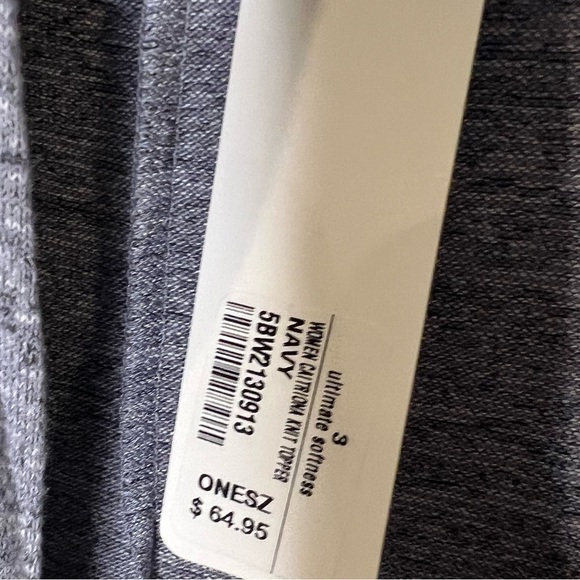 3
ultimate softness
WOMEN CAITRIONA KNIT TOPPER
NAVY
5BW2130913
ONESZ
$ 64.95